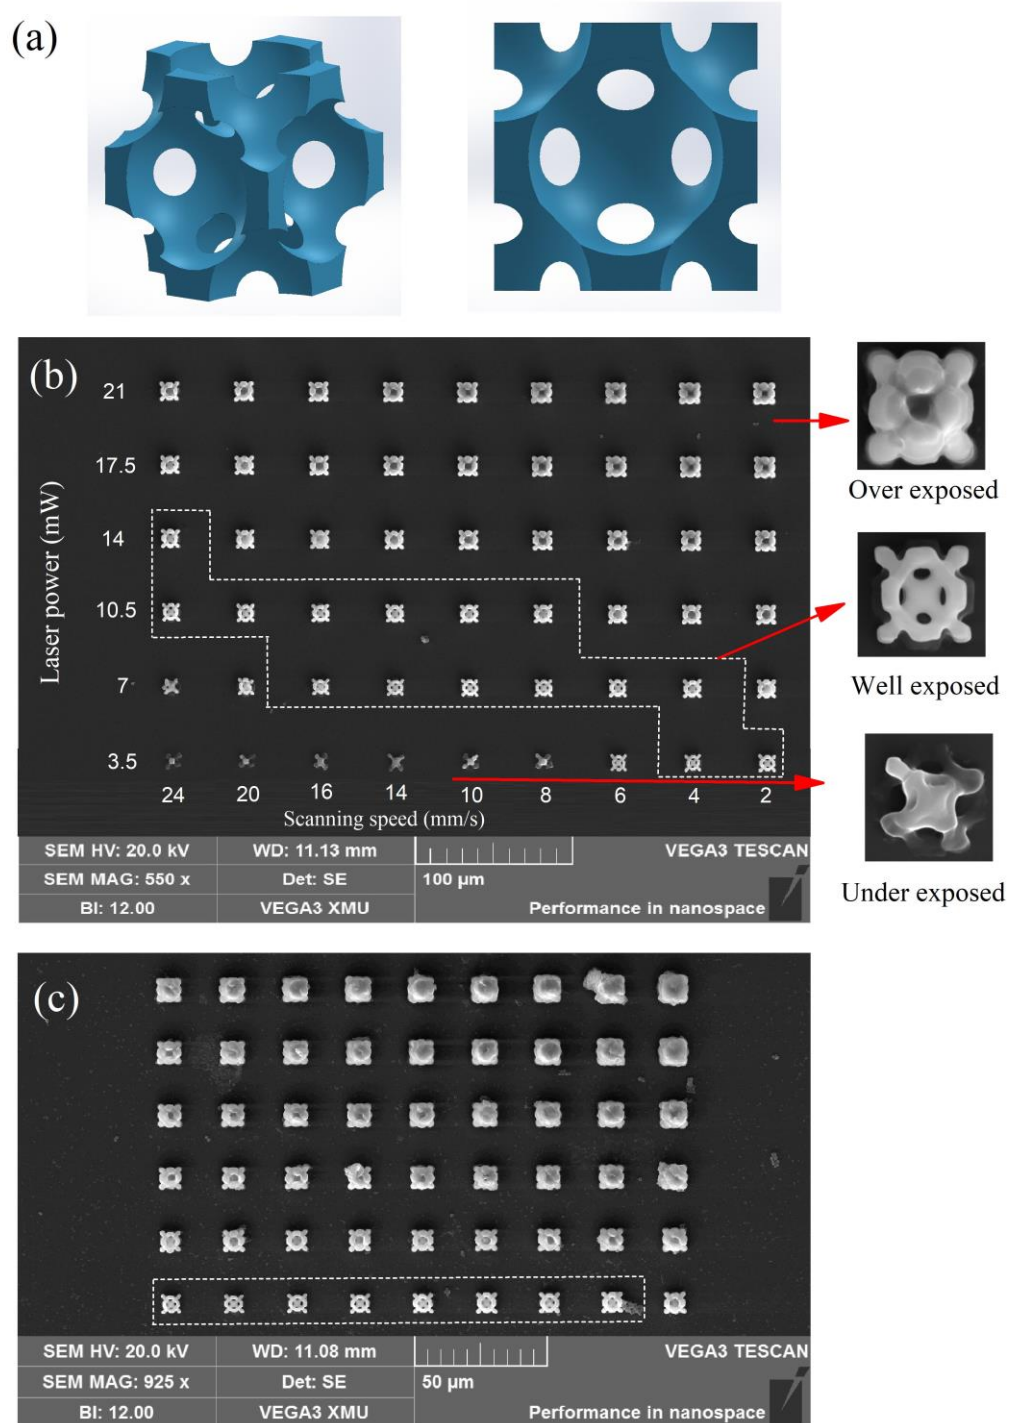 (a)
(b)
21
17.5
14
10.5
7
3.5
Laser power (mW)
24 20 16 14 10 8 6 4 2
Scanning speed (mm/s)
Over exposed
Well exposed
Under exposed
SEM HV: 20.0 kV WD: 11.13 mm VEGA3 TESCAN
SEM MAG: 550 x Det: SE 100 µm
BI: 12.00 VEGA3 XMU Performance in nanospace
(c)
SEM HV: 20.0 kV WD: 11.08 mm VEGA3 TESCAN
SEM MAG: 925 x Det: SE 50 µm
BI: 12.00 VEGA3 XMU Performance in nanospace